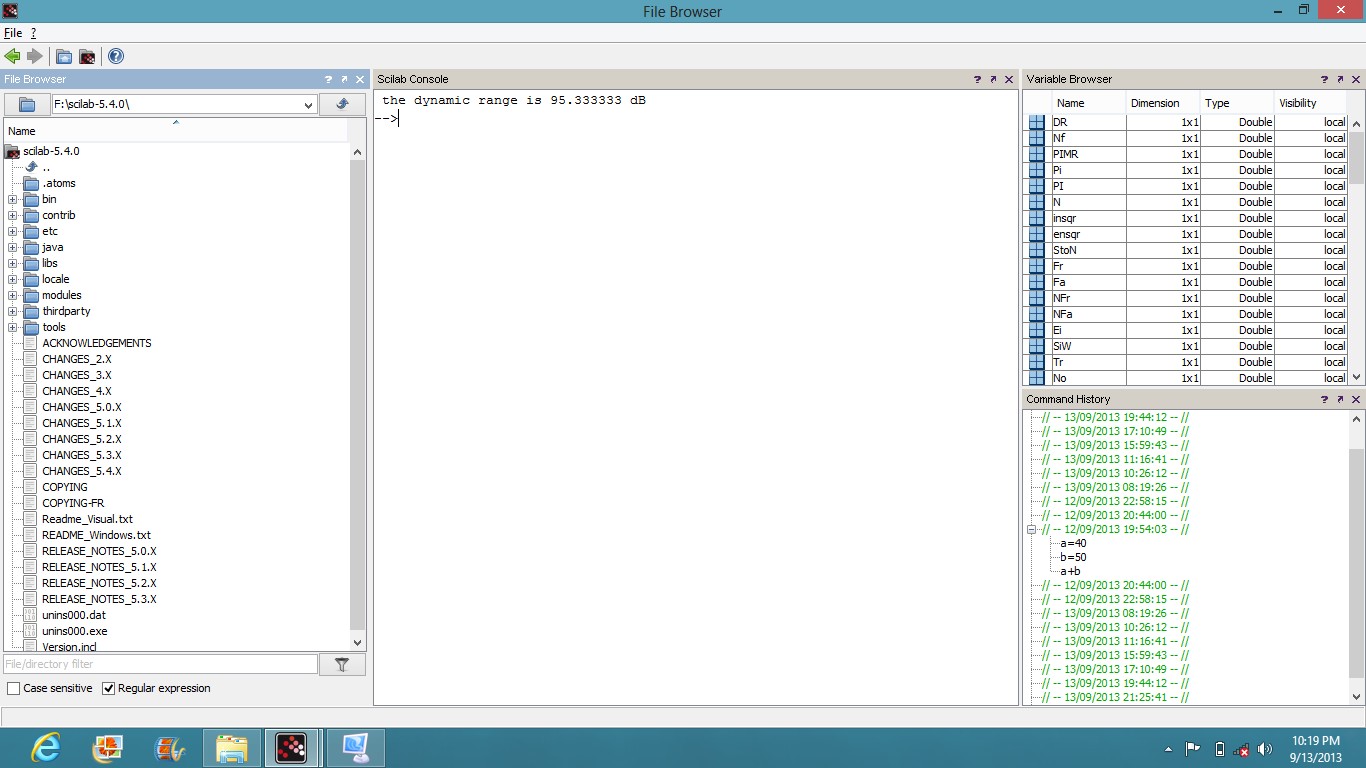 File Browser
File ?
File Browser
F:\scilab-5.4.0\
Name
scilab-5.4.0
..
.atoms
bin
contrib
etc
java
libs
locale
modules
thirdparty
tools
ACKNOWLEDGEMENTS
CHANGES_2.X
CHANGES_3.X
CHANGES_4.X
CHANGES_5.0.X
CHANGES_5.1.X
CHANGES_5.2.X
CHANGES_5.3.X
CHANGES_5.4.X
COPYING
COPYING-FR
Readme_Visual.txt
README_Windows.txt
RELEASE_NOTES_5.0.X
RELEASE_NOTES_5.1.X
RELEASE_NOTES_5.2.X
RELEASE_NOTES_5.3.X
unins000.dat
unins000.exe
Version.incl
File/directory filter
Case sensitive Regular expression
Scilab Console
the dynamic range is 95.333333 dB
-->
Variable Browser
Name Dimension Type Visibility
DR 1x1 Double local
Nf 1x1 Double local
PIMR 1x1 Double local
Pi 1x1 Double local
PI 1x1 Double local
N 1x1 Double local
insqr 1x1 Double local
ensqr 1x1 Double local
StoN 1x1 Double local
Fr 1x1 Double local
Fa 1x1 Double local
NFr 1x1 Double local
NFa 1x1 Double local
Ei 1x1 Double local
SiW 1x1 Double local
Tr 1x1 Double local
No 1x1 Double local
Command History
// -- 13/09/2013 19:44:12 -- //
// -- 13/09/2013 17:10:49 -- //
// -- 13/09/2013 15:59:43 -- //
// -- 13/09/2013 11:16:41 -- //
// -- 13/09/2013 10:26:12 -- //
// -- 13/09/2013 08:19:26 -- //
// -- 12/09/2013 22:58:15 -- //
// -- 12/09/2013 20:44:00 -- //
// -- 12/09/2013 19:54:03 -- //
a=40
b=50
a+b
// -- 12/09/2013 20:44:00 -- //
// -- 12/09/2013 22:58:15 -- //
// -- 13/09/2013 08:19:26 -- //
// -- 13/09/2013 10:26:12 -- //
// -- 13/09/2013 11:16:41 -- //
// -- 13/09/2013 15:59:43 -- //
// -- 13/09/2013 17:10:49 -- //
// -- 13/09/2013 19:44:12 -- //
// -- 13/09/2013 21:25:41 -- //
10:19 PM
9/13/2013